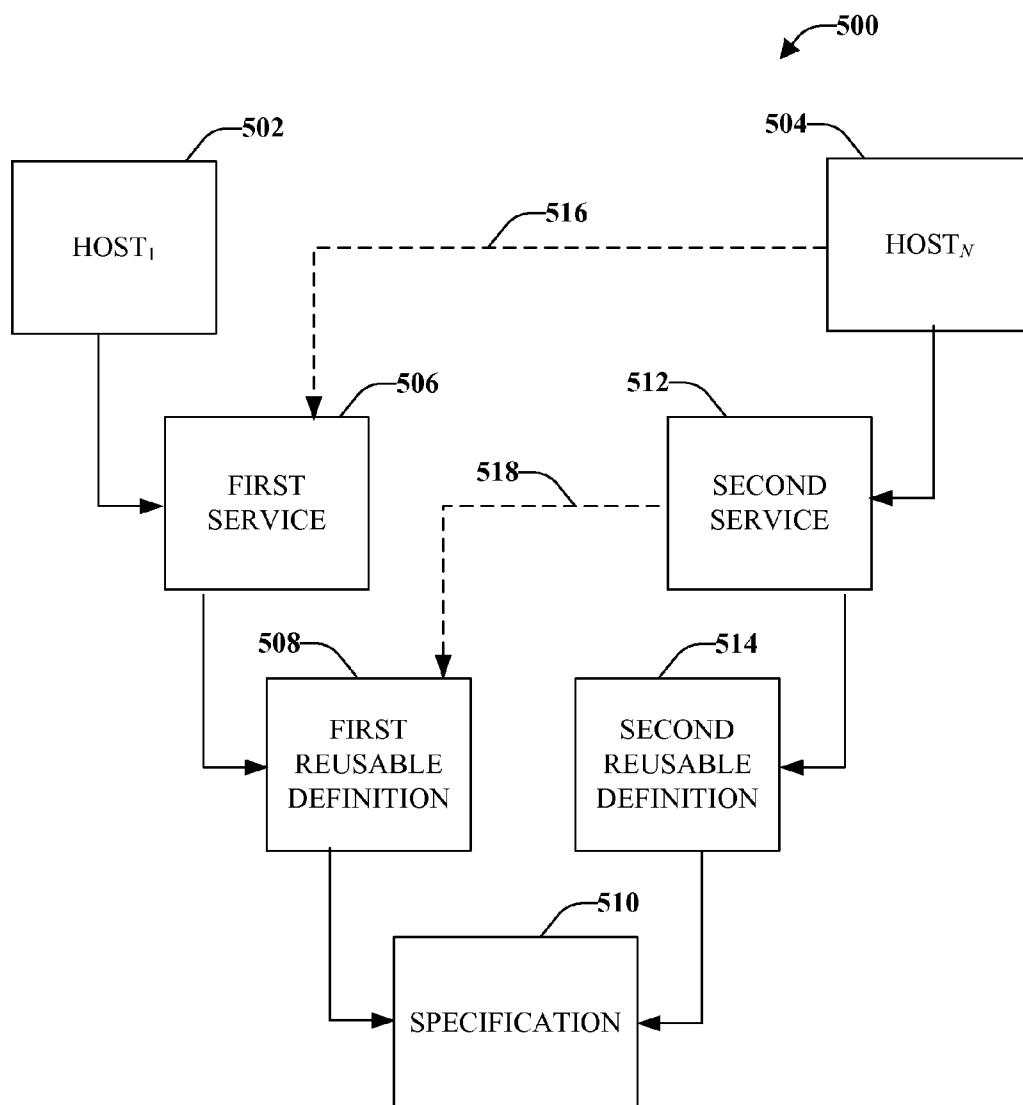 500
502
504
516
HOST1
HOSTN
506
512
FIRST
SERVICE
518
SECOND
SERVICE
508
514
FIRST
REUSABLE
DEFINITION
SECOND
REUSABLE
DEFINITION
510
SPECIFICATION